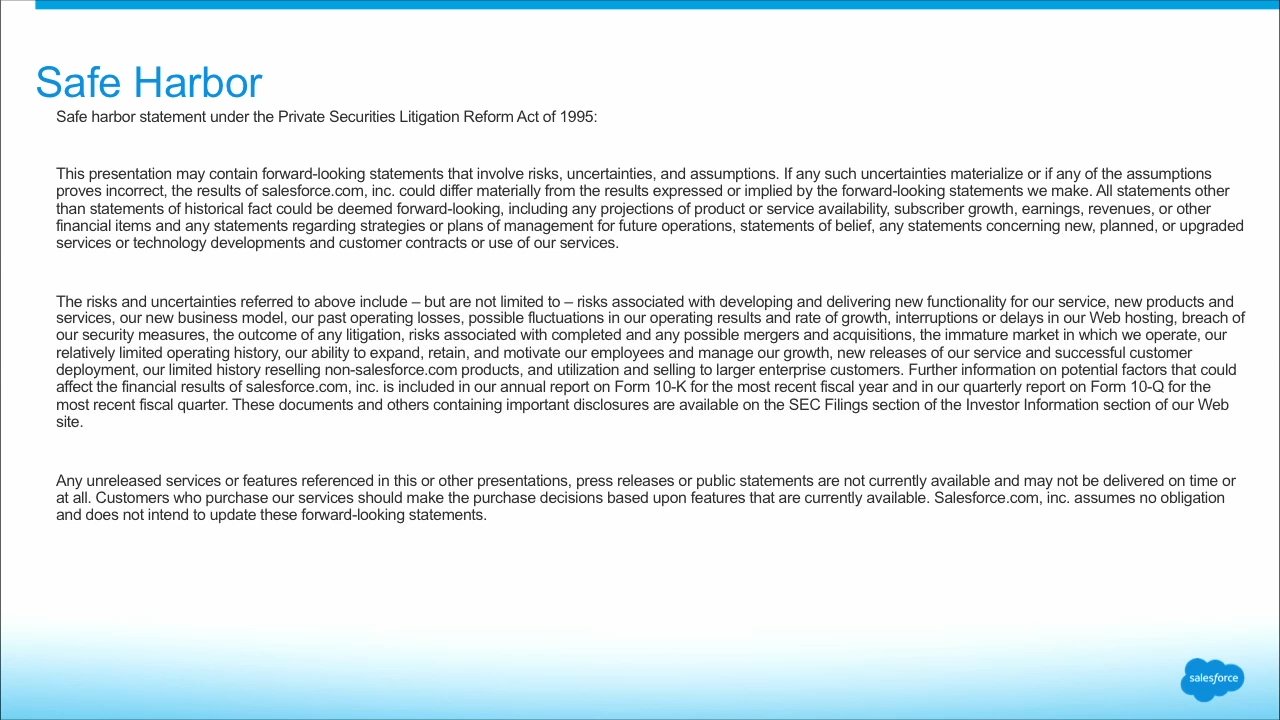 Safe Harbor
Safe harbor statement under the Private Securities Litigation Reform Act of 1995:
This presentation may contain forward-looking statements that involve risks, uncertainties, and assumptions. If any such uncertainties materialize or if any of the assumptions
proves incorrect, the results of salesforce.com, inc. could differ materially from the results expressed or implied by the forward-looking statements we make. All statements other
than statements of historical fact could be deemed forward-looking, including any projections of product or service availability, subscriber growth, earnings, revenues, or other
financial items and any statements regarding strategies or plans of management for future operations, statements of belief, any statements concerning new, planned, or upgraded
services or technology developments and customer contracts or use of our services.
The risks and uncertainties referred to above include – but are not limited to – risks associated with developing and delivering new functionality for our service, new products and
services, our new business model, our past operating losses, possible fluctuations in our operating results and rate of growth, interruptions or delays in our Web hosting, breach of
our security measures, the outcome of any litigation, risks associated with completed and any possible mergers and acquisitions, the immature market in which we operate, our
relatively limited operating history, our ability to expand, retain, and motivate our employees and manage our growth, new releases of our service and successful customer
deployment, our limited history reselling non-salesforce.com products, and utilization and selling to larger enterprise customers. Further information on potential factors that could
affect the financial results of salesforce.com, inc. is included in our annual report on Form 10-K for the most recent fiscal year and in our quarterly report on Form 10-Q for the
most recent fiscal quarter. These documents and others containing important disclosures are available on the SEC Filings section of the Investor Information section of our Web
site.
Any unreleased services or features referenced in this or other presentations, press releases or public statements are not currently available and may not be delivered on time or
at all. Customers who purchase our services should make the purchase decisions based upon features that are currently available. Salesforce.com, inc. assumes no obligation
and does not intend to update these forward-looking statements.
salesforce